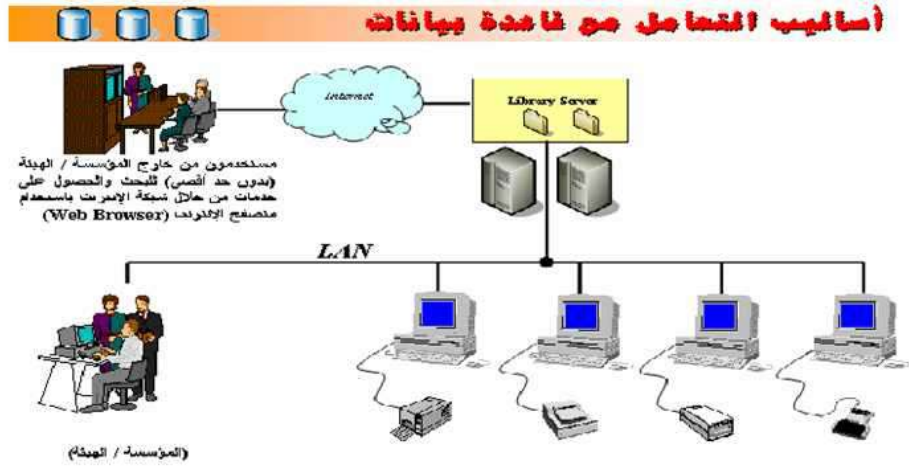 أساليب التعامل مع قاعدة بيانات
Internet
Library Server
مستخدمون من خارج المؤسسة / الهيئة
(بدون حد أقصى) للبحث والحصول على
خدمات من خلال شبكة الإنترنت باستخدام
متصفح الإنترنت (Web Browser)
LAN
(المؤسسة / الهيئة)